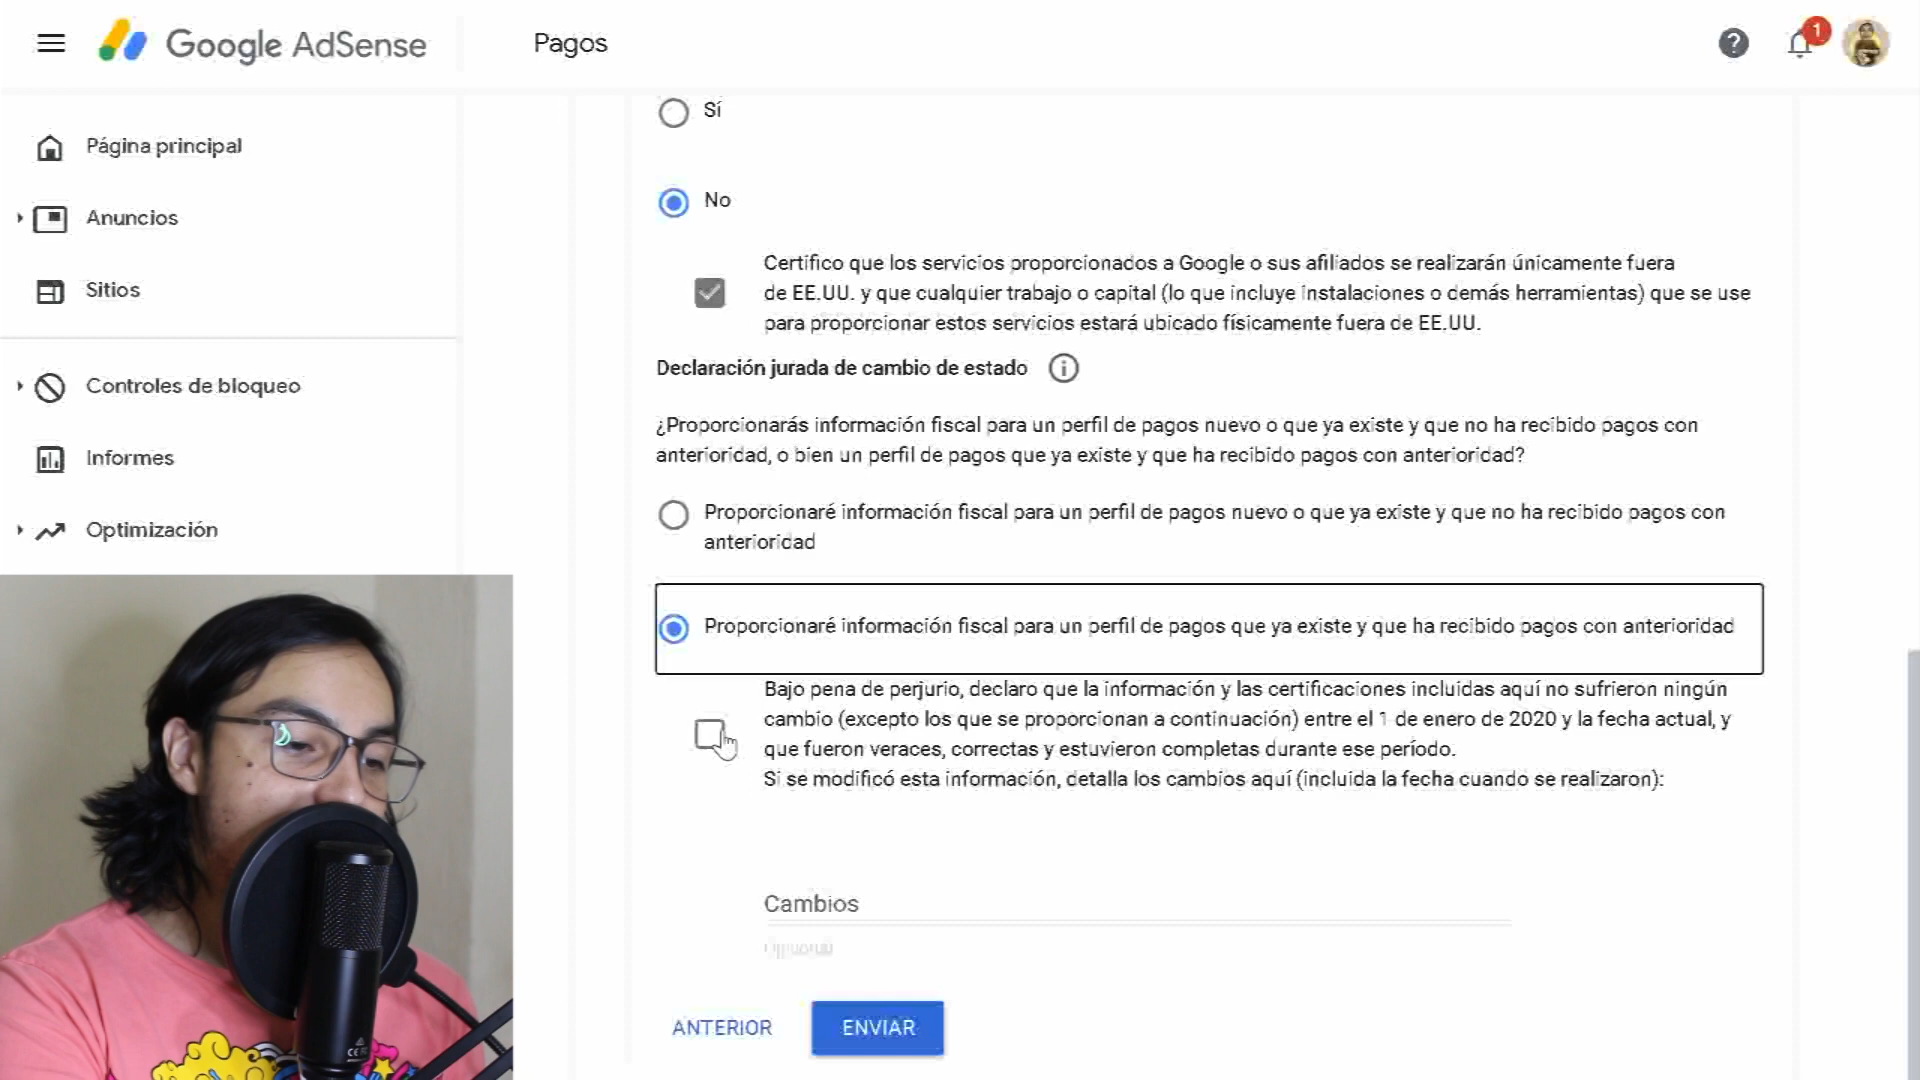 Google AdSense
Pagos
1
Página principal
Anuncios
Sitios
Controles de bloqueo
Informes
Optimización
Sí
No
Certifico que los servicios proporcionados a Google o sus afiliados se realizarán únicamente fuera
de EE.UU. y que cualquier trabajo o capital (lo que incluye instalaciones o demás herramientas) que se use
para proporcionar estos servicios estará ubicado físicamente fuera de EE.UU.
Declaración jurada de cambio de estado
¿Proporcionarás información fiscal para un perfil de pagos nuevo o que ya existe y que no ha recibido pagos con
anterioridad, o bien un perfil de pagos que ya existe y que ha recibido pagos con anterioridad?
Proporcionaré información fiscal para un perfil de pagos nuevo o que ya existe y que no ha recibido pagos con
anterioridad
Proporcionaré información fiscal para un perfil de pagos que ya existe y que ha recibido pagos con anterioridad
Bajo pena de perjurio, declaro que la información y las certificaciones incluidas aquí no sufrieron ningún
cambio (excepto los que se proporcionan a continuación) entre el 1 de enero de 2020 y la fecha actual, y
que fueron veraces, correctas y estuvieron completas durante ese período.
Si se modificó esta información, detalla los cambios aquí (incluida la fecha cuando se realizaron):
Cambios
ANTERIOR
ENVIAR